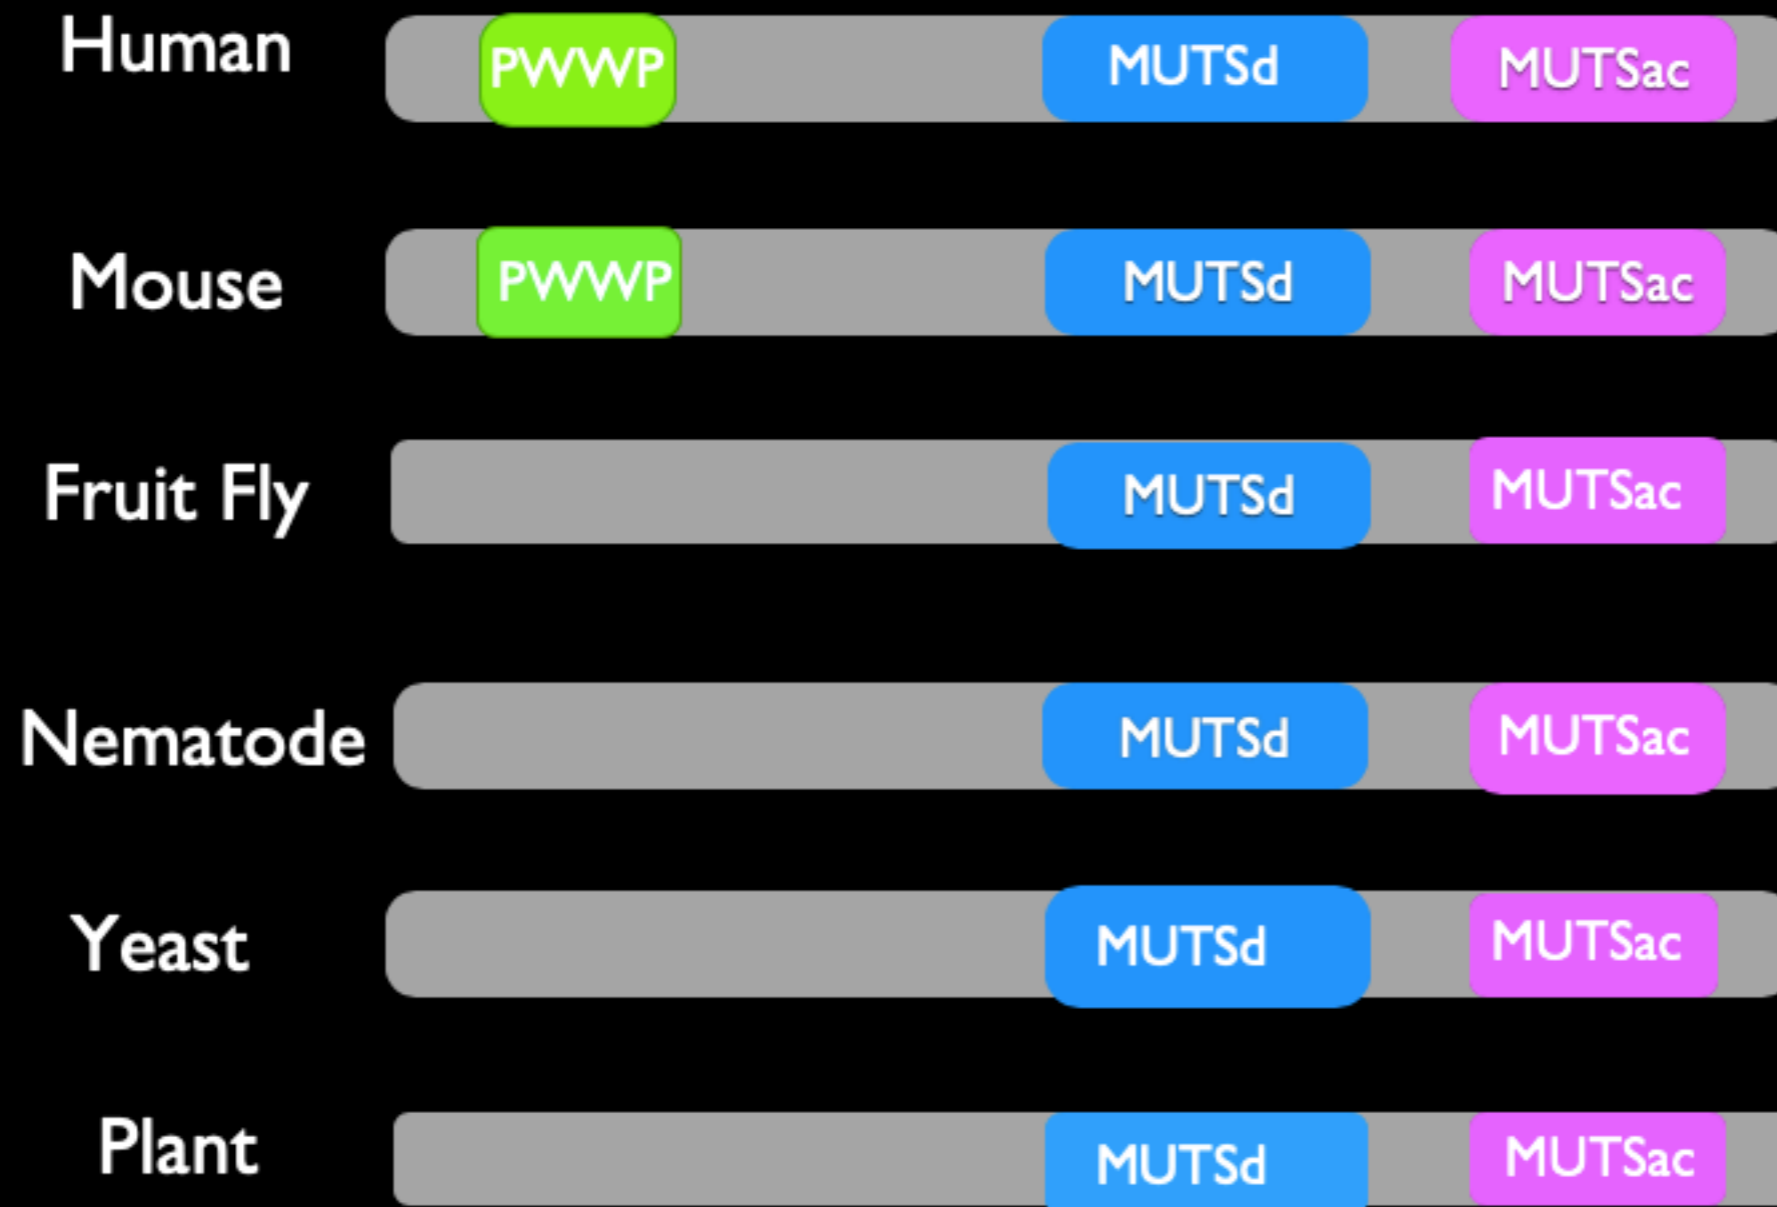 Human PWWP MUTSd MUTSac
Mouse PWWP MUTSd MUTSac
Fruit Fly MUTSd MUTSac
Nematode MUTSd MUTSac
Yeast MUTSd MUTSac
Plant MUTSd MUTSac